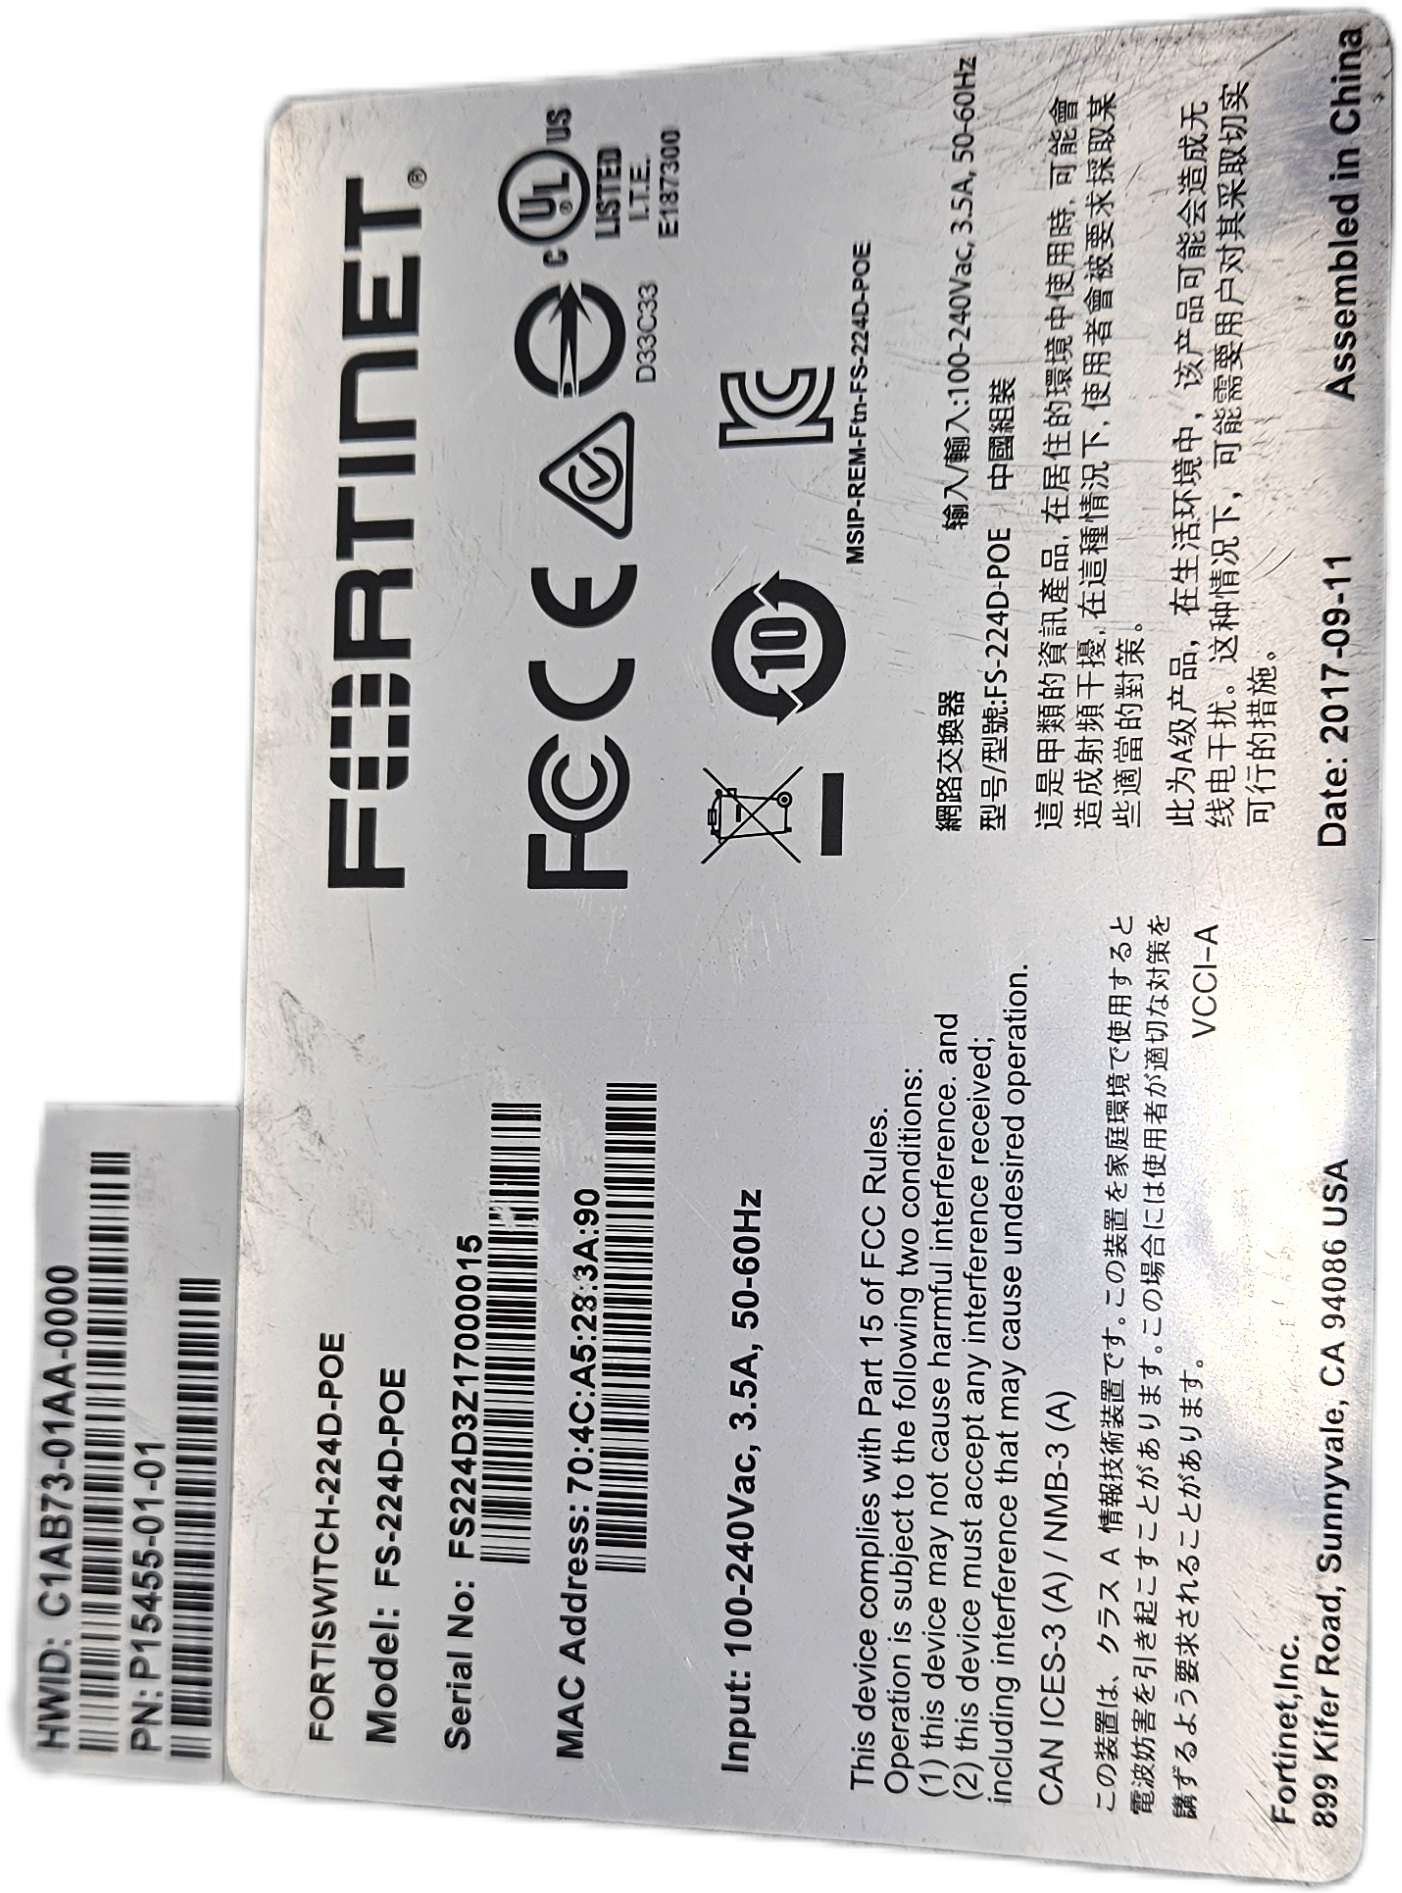 HWID: C1AB73-01AA-0000
PN: P15455-01-01
FORTISWITCH-224D-POE
Model: FS-224D-POE
Serial No: FS224D3Z17000015
MAC Address: 70:4C:A5:28:3A:90
Input: 100-240Vac, 3.5A, 50-60Hz
This device complies with Part 15 of FCC Rules.
Operation is subject to the following two conditions:
(1) this device may not cause harmful interference. and
(2) this device must accept any interference received;
including interference that may cause undesired operation.
CAN ICES-3 (A) / NMB-3 (A)
この装置は、クラス A 情報技術装置です。この装置を家庭環境で使用すると
電波妨害を引き起こすことがあります。この場合には使用者が適切な対策を
講ずるよう要求されることがあります。
VCCI-A
Fortinet,Inc.
899 Kifer Road, Sunnyvale, CA 94086 USA
FORTINET®
FC CE
D33C33
C UL® US
LISTED
I.T.E.
E187300
10
MSIP-REM-Ftn-FS-224D-POE
網路交換器 输入/輸入:100-240Vac, 3.5A, 50-60Hz
型号/型號:FS-224D-POE 中國組裝
這是甲類的資訊產品, 在居住的環境中使用時, 可能會
造成射頻干擾, 在這種情況下, 使用者會被要求採取某
些適當的對策。
此为A级产品, 在生活环境中, 该产品可能会造成无
线电干扰。这种情况下, 可能需要用户对其采取切实
可行的措施。
Date: 2017-09-11 Assembled in China